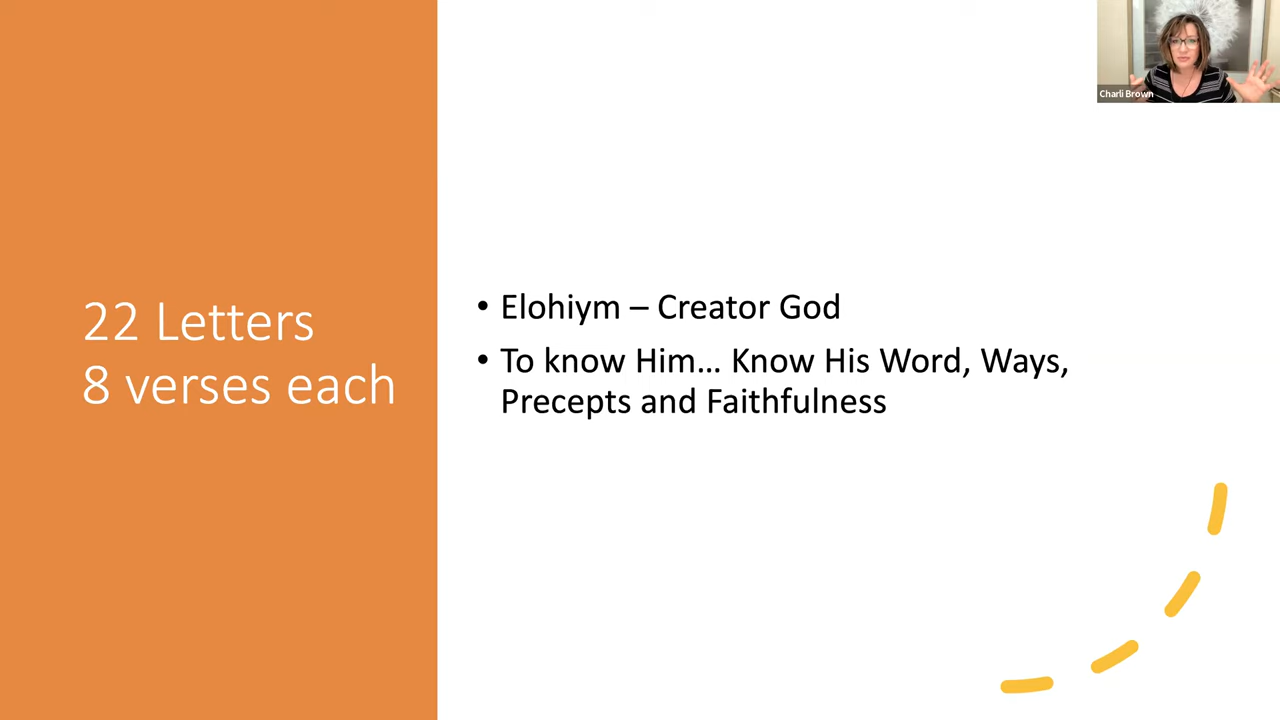 Charli Brown
22 Letters
8 verses each
• Elohiym – Creator God
• To know Him... Know His Word, Ways,
Precepts and Faithfulness